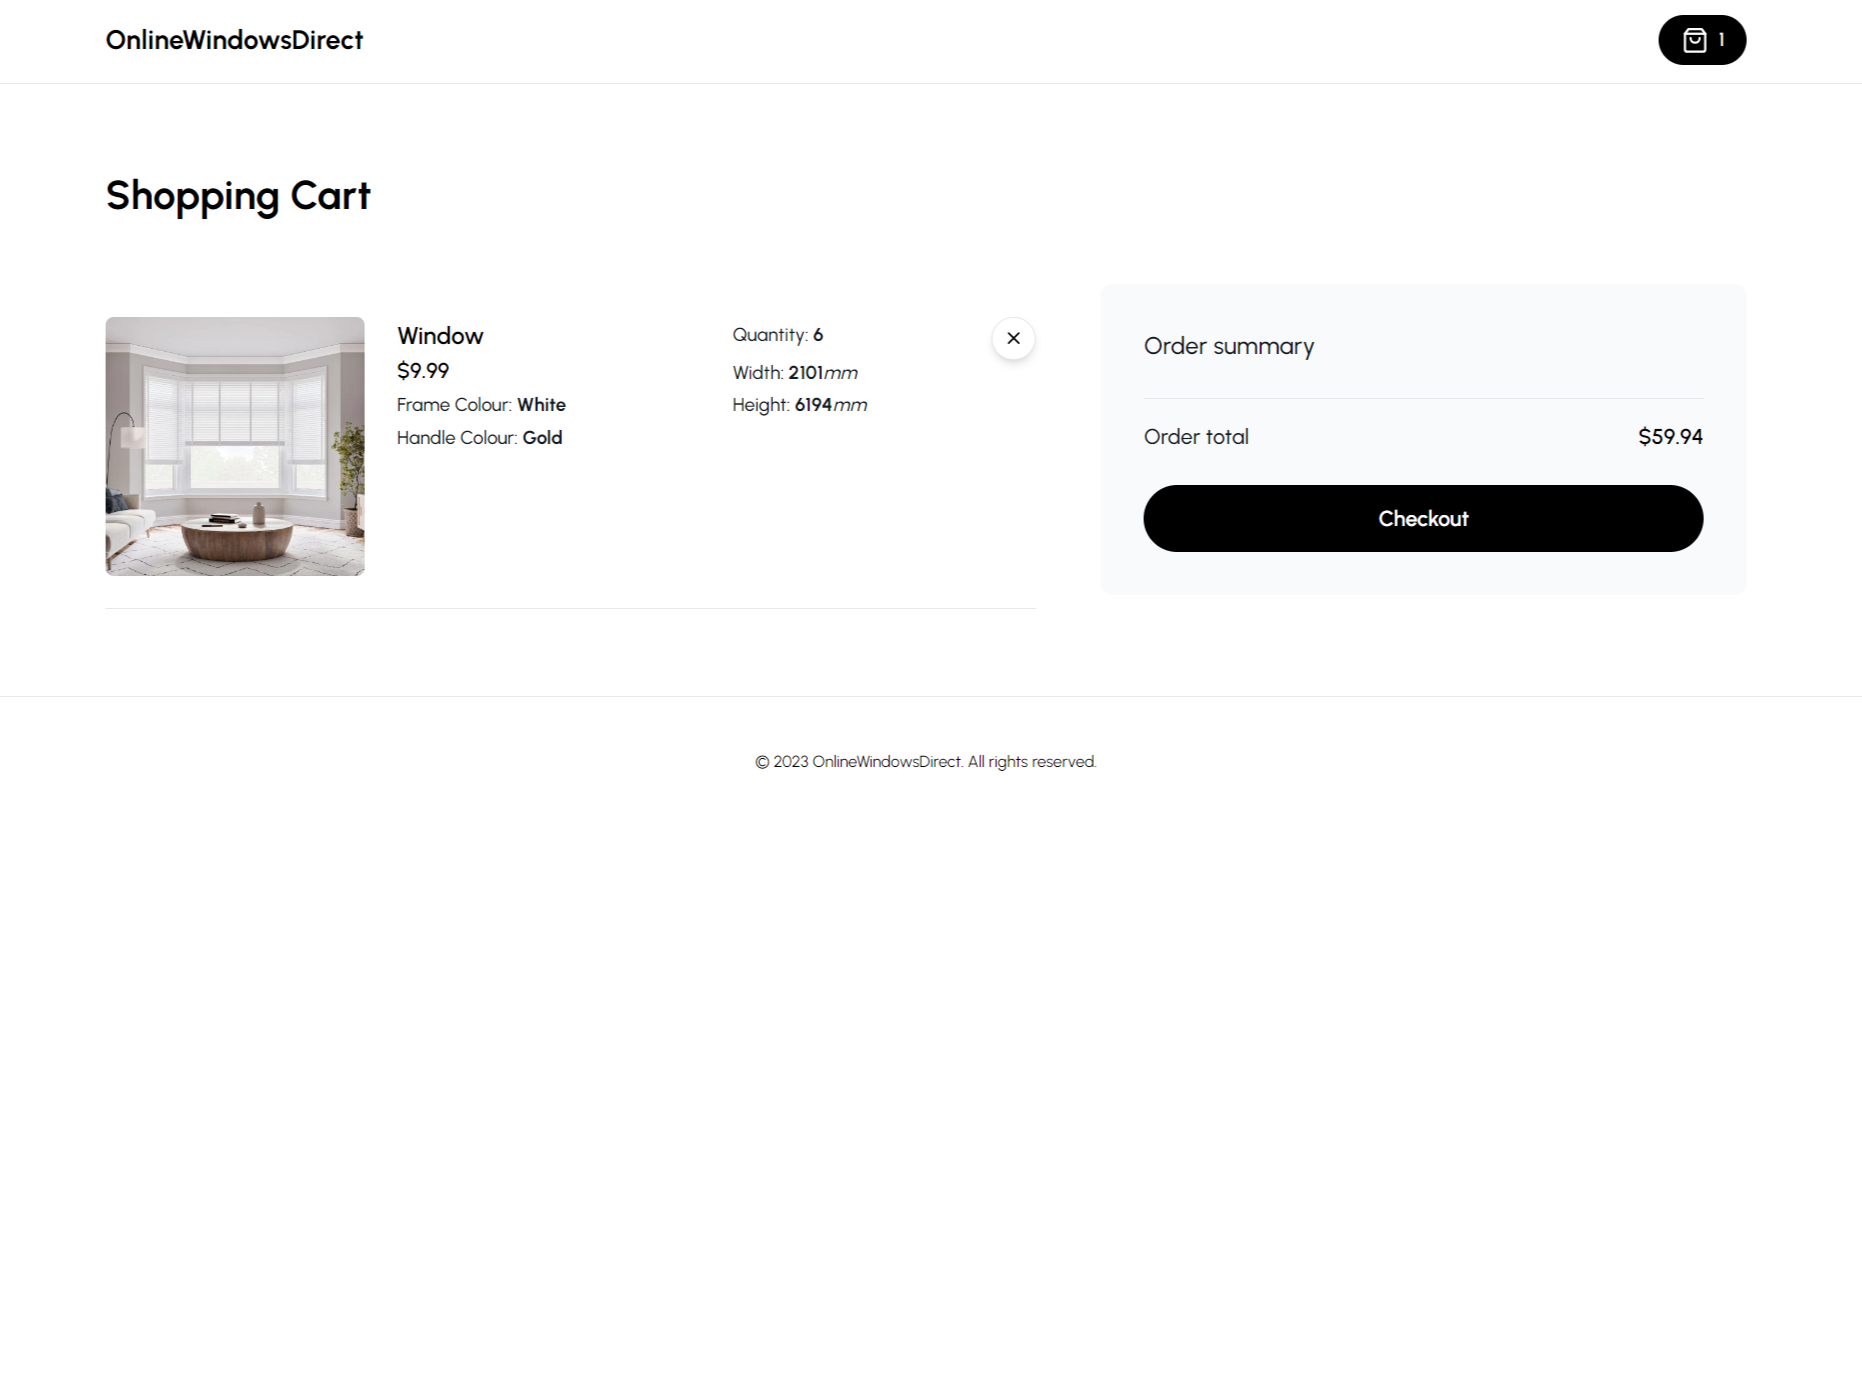 OnlineWindowsDirect
1
Shopping Cart
Window
$9.99
Frame Colour: White
Handle Colour: Gold
Quantity: 6
Width: 2101mm
Height: 6194mm
Order summary
Order total $59.94
Checkout
© 2023 OnlineWindowsDirect. All rights reserved.